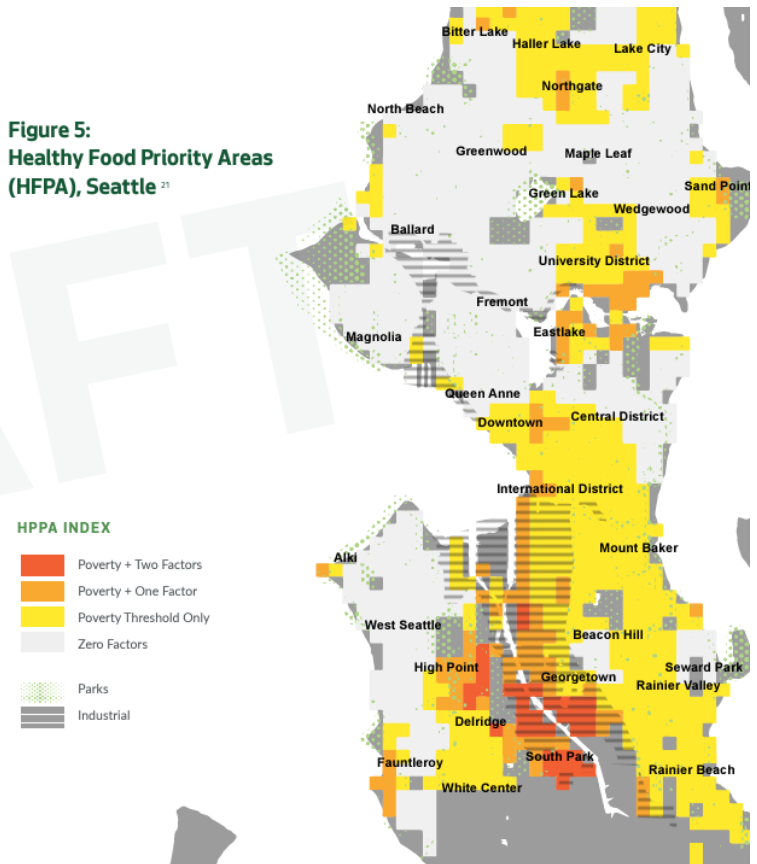 Figure 5:
Healthy Food Priority Areas
(HFPA), Seattle 21
Bitter Lake
Haller Lake
Lake City
Northgate
North Beach
Greenwood
Maple Leaf
Green Lake
Sand Point
Wedgewood
Ballard
University District
Fremont
Eastlake
Magnolia
Queen Anne
Downtown
Central District
International District
Mount Baker
Alki
West Seattle
Beacon Hill
High Point
Georgetown
Seward Park
Rainier Valley
Delridge
South Park
Fauntleroy
Rainier Beach
White Center
HPPA INDEX
Poverty + Two Factors
Poverty + One Factor
Poverty Threshold Only
Zero Factors
Parks
Industrial
AFT